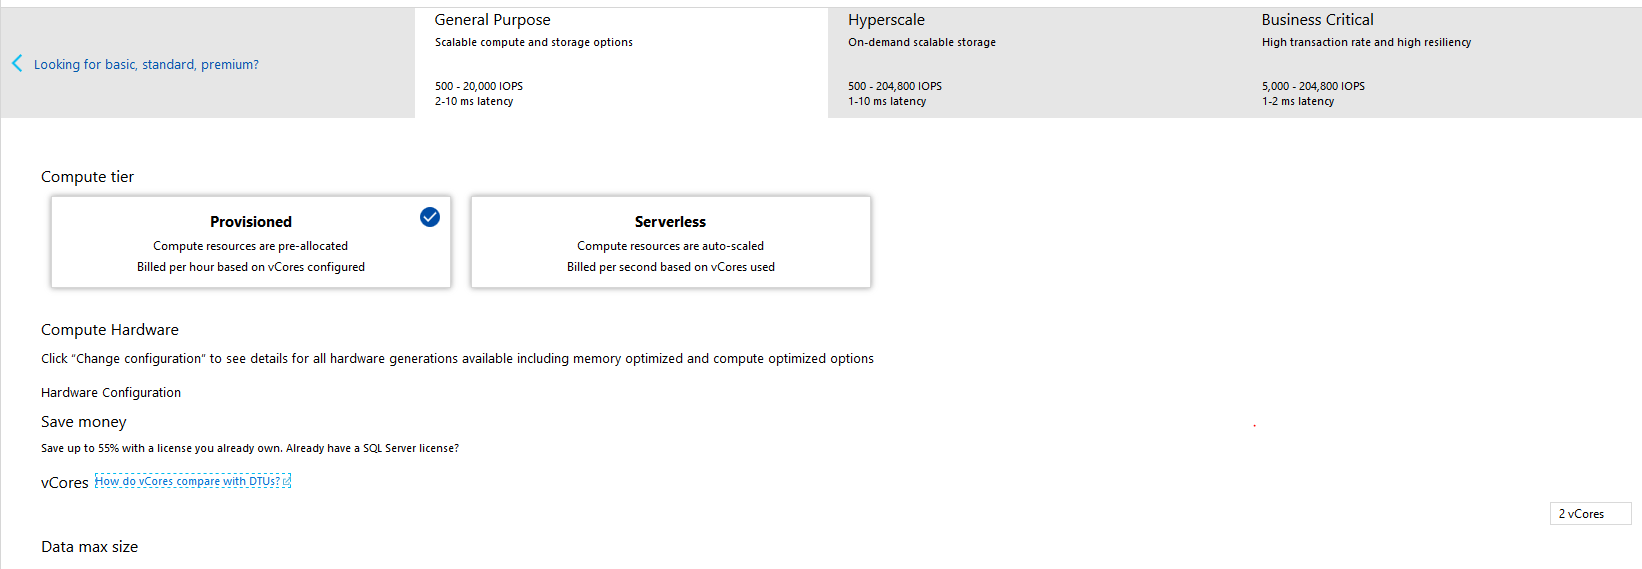 Looking for basic, standard, premium?
General Purpose
Scalable compute and storage options
500 - 20,000 IOPS
2-10 ms latency
Hyperscale
On-demand scalable storage
500 - 204,800 IOPS
1-10 ms latency
Business Critical
High transaction rate and high resiliency
5,000 - 204,800 IOPS
1-2 ms latency
Compute tier
Provisioned
Compute resources are pre-allocated
Billed per hour based on vCores configured
Serverless
Compute resources are auto-scaled
Billed per second based on vCores used
Compute Hardware
Click "Change configuration" to see details for all hardware generations available including memory optimized and compute optimized options
Hardware Configuration
Save money
Save up to 55% with a license you already own. Already have a SQL Server license?
vCores How do vCores compare with DTUs?
2 vCores
Data max size